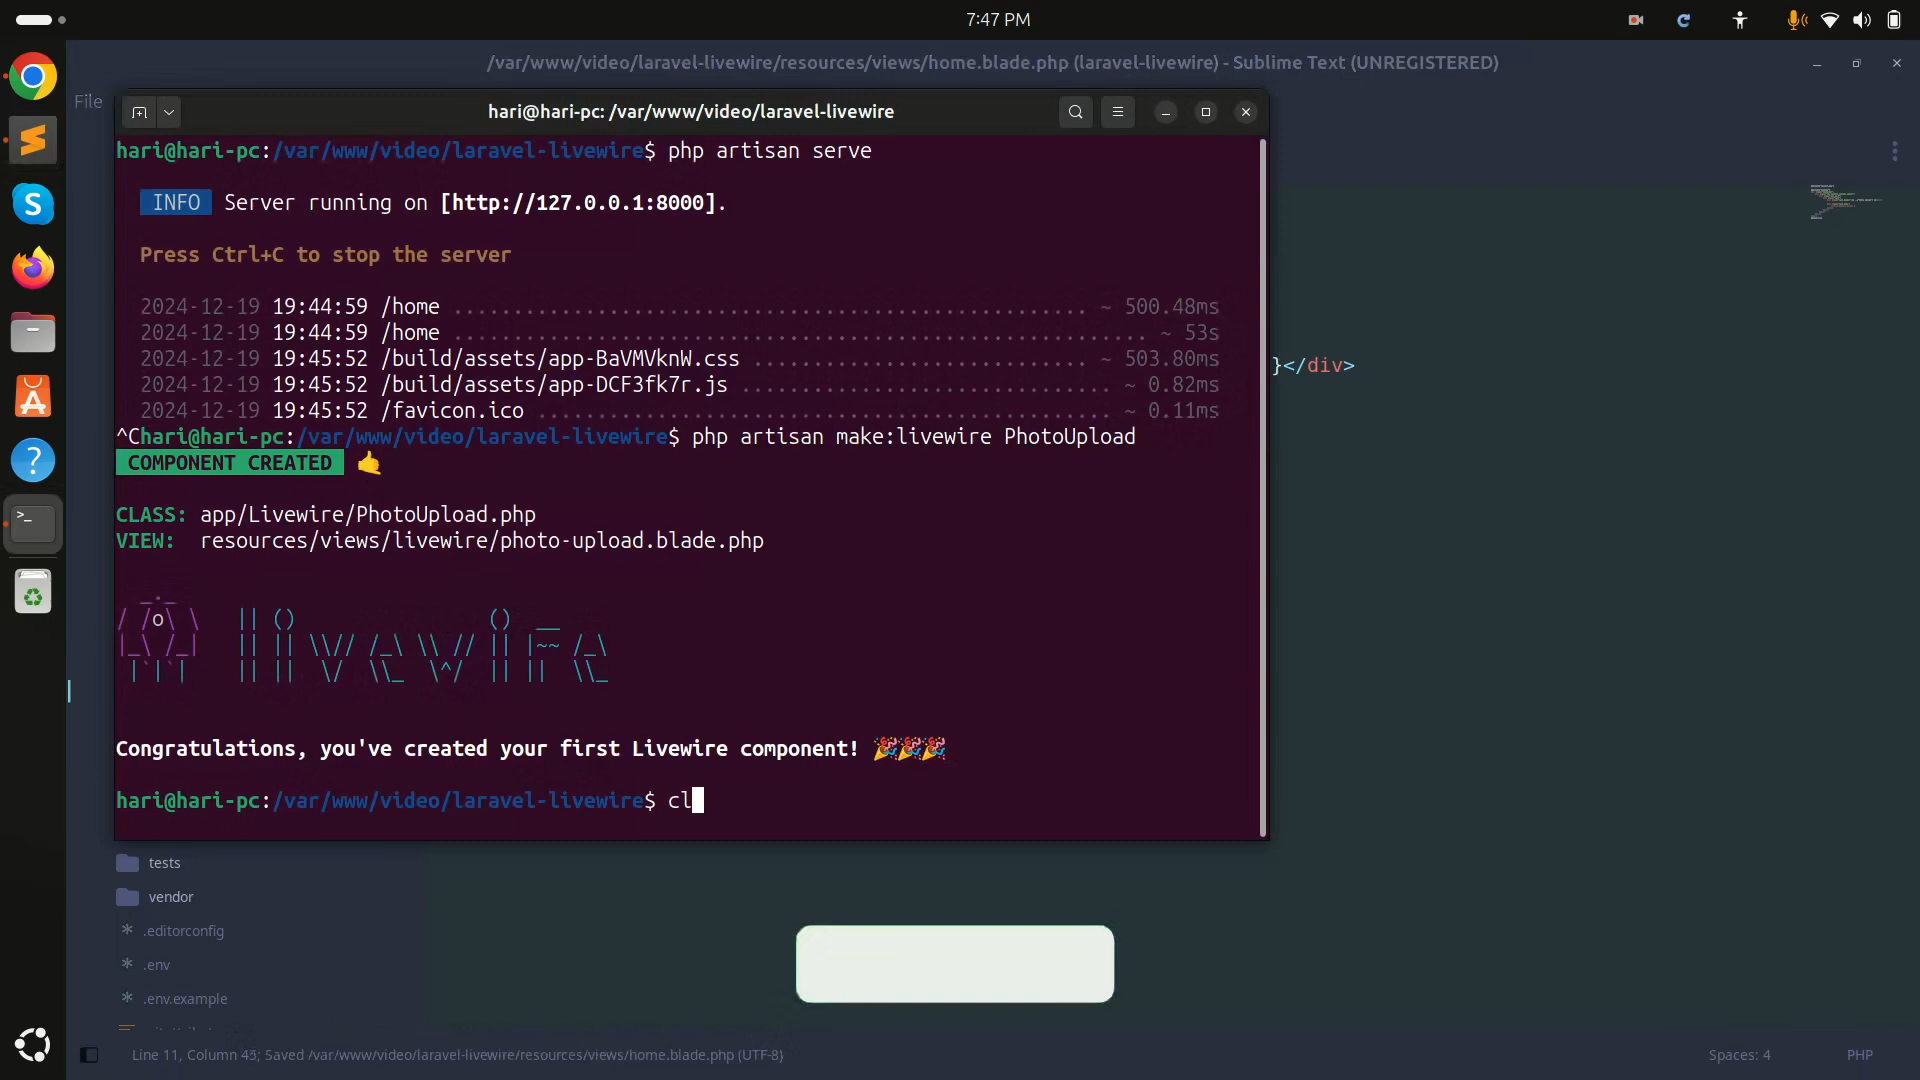 7:47 PM
/var/www/video/laravel-livewire/resources/views/home.blade.php (laravel-livewire) - Sublime Text (UNREGISTERED)
File
hari@hari-pc: /var/www/video/laravel-livewire
hari@hari-pc:/var/www/video/laravel-livewire$ php artisan serve
INFO Server running on [http://127.0.0.1:8000].
Press Ctrl+C to stop the server
2024-12-19 19:44:59 /home ..................................................... ~ 500.48ms
2024-12-19 19:44:59 /home .......................................................... ~ 53s
2024-12-19 19:45:52 /build/assets/app-BaVMVknW.css ............................ ~ 503.80ms
2024-12-19 19:45:52 /build/assets/app-DCF3fk7r.js ............................... ~ 0.82ms
2024-12-19 19:45:52 /favicon.ico ................................................ ~ 0.11ms
}</div>
^Chari@hari-pc:/var/www/video/laravel-livewire$ php artisan make:livewire PhotoUpload
COMPONENT CREATED 🤙
CLASS: app/Livewire/PhotoUpload.php
VIEW: resources/views/livewire/photo-upload.blade.php
Congratulations, you've created your first Livewire component! 🎉🎉🎉
hari@hari-pc:/var/www/video/laravel-livewire$ cl
tests
vendor
.editorconfig
.env
.env.example
Line 11, Column 45; Saved /var/www/video/laravel-livewire/resources/views/home.blade.php (UTF-8)
Spaces: 4
PHP